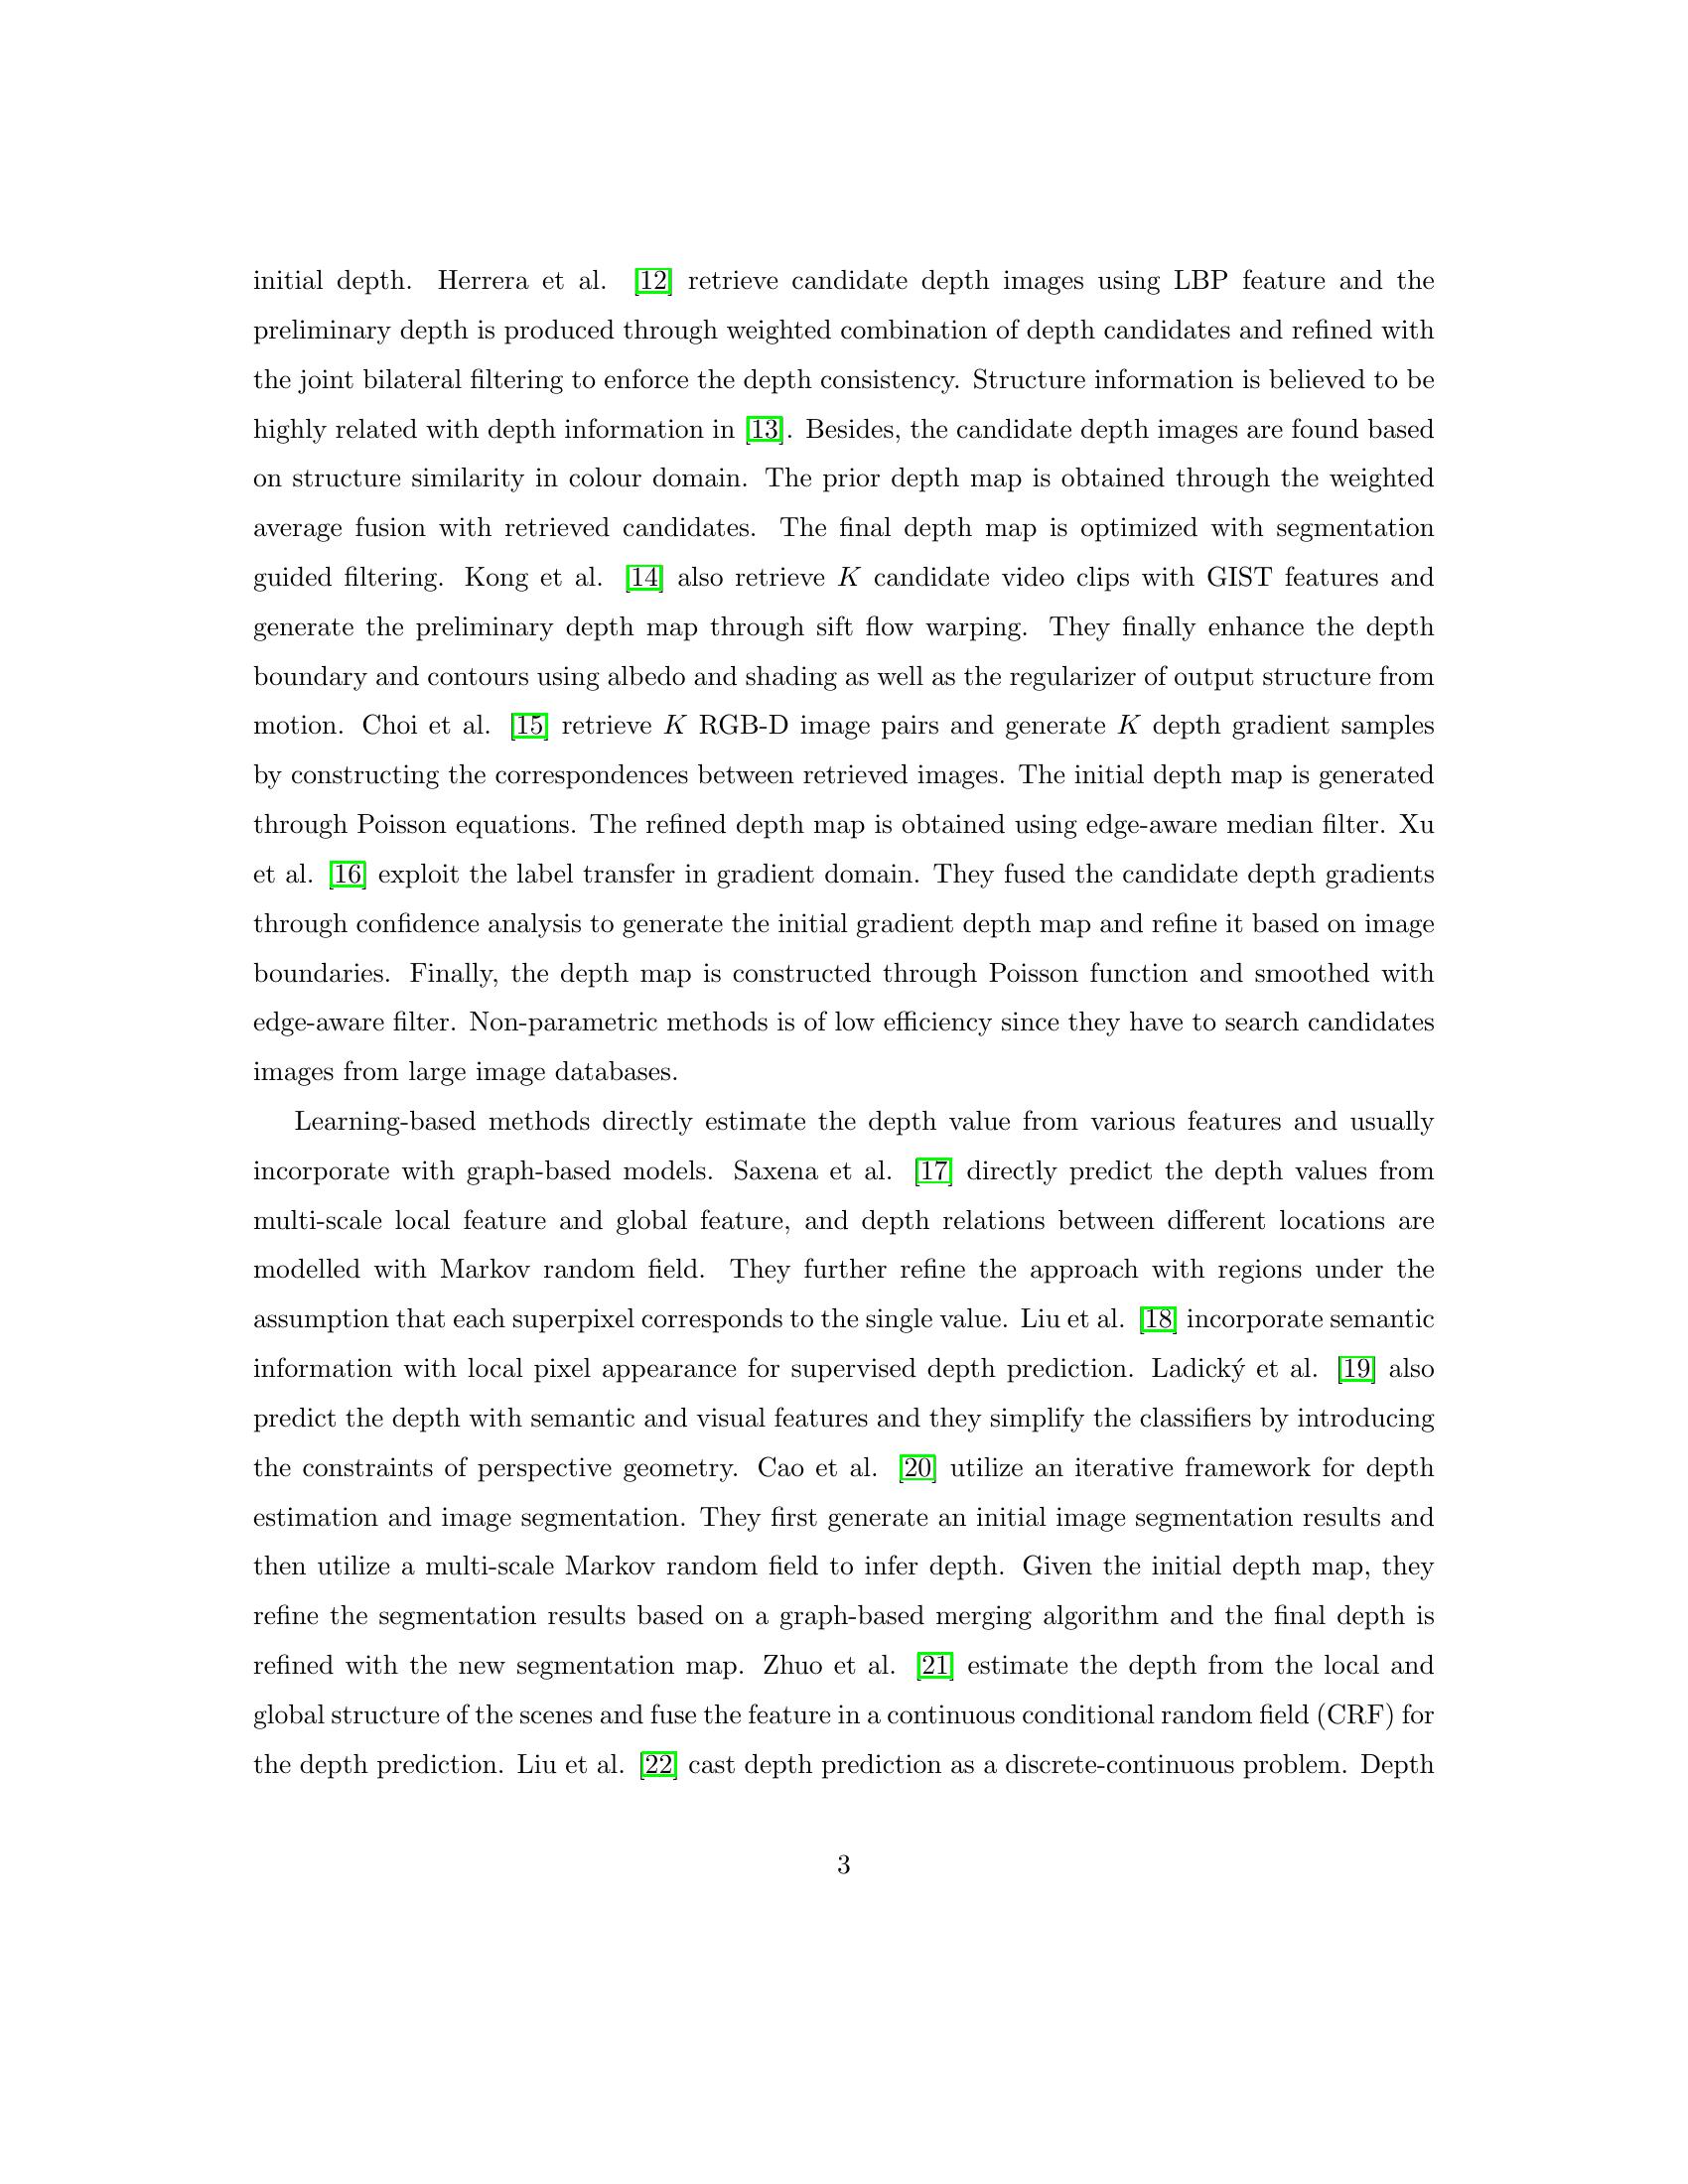 initial depth. Herrera et al. [12] retrieve candidate depth images using LBP feature and the
preliminary depth is produced through weighted combination of depth candidates and refined with
the joint bilateral filtering to enforce the depth consistency. Structure information is believed to be
highly related with depth information in [13]. Besides, the candidate depth images are found based
on structure similarity in colour domain. The prior depth map is obtained through the weighted
average fusion with retrieved candidates. The final depth map is optimized with segmentation
guided filtering. Kong et al. [14] also retrieve K candidate video clips with GIST features and
generate the preliminary depth map through sift flow warping. They finally enhance the depth
boundary and contours using albedo and shading as well as the regularizer of output structure from
motion. Choi et al. [15] retrieve K RGB-D image pairs and generate K depth gradient samples
by constructing the correspondences between retrieved images. The initial depth map is generated
through Poisson equations. The refined depth map is obtained using edge-aware median filter. Xu
et al. [16] exploit the label transfer in gradient domain. They fused the candidate depth gradients
through confidence analysis to generate the initial gradient depth map and refine it based on image
boundaries. Finally, the depth map is constructed through Poisson function and smoothed with
edge-aware filter. Non-parametric methods is of low efficiency since they have to search candidates
images from large image databases.
Learning-based methods directly estimate the depth value from various features and usually
incorporate with graph-based models. Saxena et al. [17] directly predict the depth values from
multi-scale local feature and global feature, and depth relations between different locations are
modelled with Markov random field. They further refine the approach with regions under the
assumption that each superpixel corresponds to the single value. Liu et al. [18] incorporate semantic
information with local pixel appearance for supervised depth prediction. Ladický et al. [19] also
predict the depth with semantic and visual features and they simplify the classifiers by introducing
the constraints of perspective geometry. Cao et al. [20] utilize an iterative framework for depth
estimation and image segmentation. They first generate an initial image segmentation results and
then utilize a multi-scale Markov random field to infer depth. Given the initial depth map, they
refine the segmentation results based on a graph-based merging algorithm and the final depth is
refined with the new segmentation map. Zhuo et al. [21] estimate the depth from the local and
global structure of the scenes and fuse the feature in a continuous conditional random field (CRF) for
the depth prediction. Liu et al. [22] cast depth prediction as a discrete-continuous problem. Depth
3